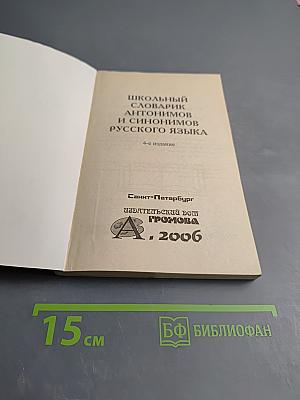 ШКОЛЬНЫЙ
СЛОВАРИК
АНТОНИМОВ
И СИНОНИМОВ
РУССКОГО ЯЗЫКА
4-е издание
Санкт-Петербург
ИЗДАТЕЛЬСКИЙ ДОМ
ГРОМОВА
А, 2006
15 см
БФ БИБЛИОФАН